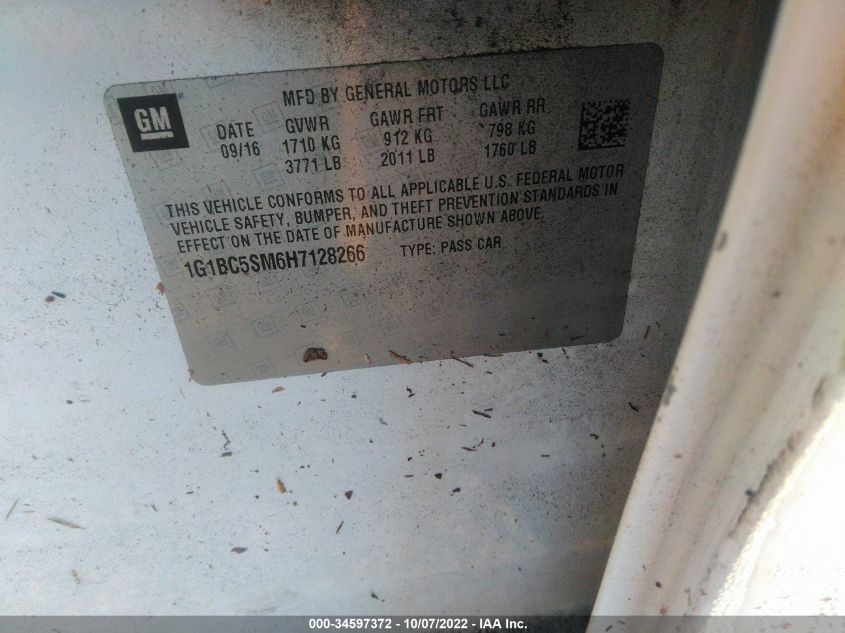 GM
MFD BY GENERAL MOTORS LLC
DATE GVWR GAWR FRT GAWR RR
09/16 1710 KG 912 KG 798 KG
3771 LB 2011 LB 1760 LB
THIS VEHICLE CONFORMS TO ALL APPLICABLE U.S. FEDERAL MOTOR
VEHICLE SAFETY, BUMPER, AND THEFT PREVENTION STANDARDS IN
EFFECT ON THE DATE OF MANUFACTURE SHOWN ABOVE.
1G1BC5SM6H7128266 TYPE: PASS CAR
000-34597372 - 10/07/2022 - IAA Inc.